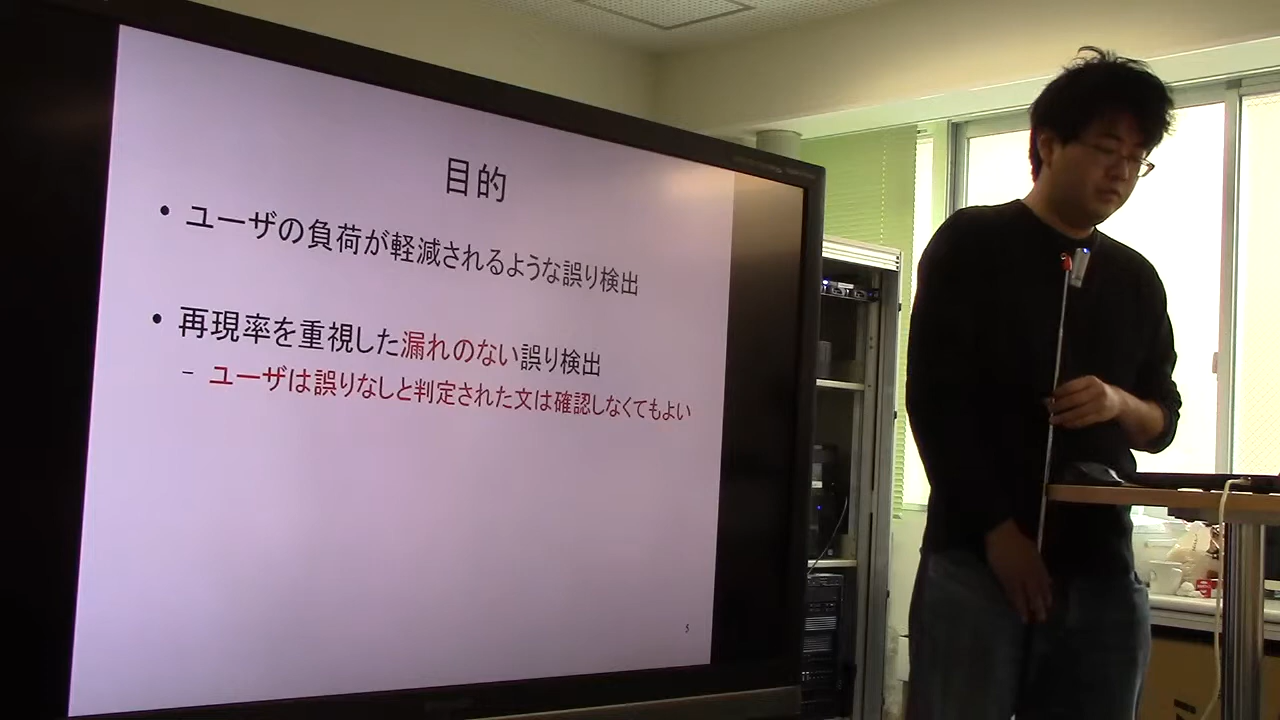 目的
• ユーザの負荷が軽減されるような誤り検出
• 再現率を重視した漏れのない誤り検出
– ユーザは誤りなしと判定された文は確認しなくてもよい
5